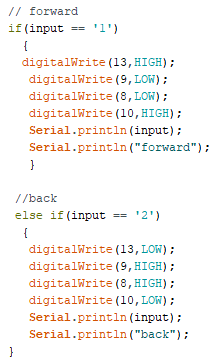 // forward
if(input == '1')
{
digitalWrite(13,HIGH);
digitalWrite(9,LOW);
digitalWrite(8,LOW);
digitalWrite(10,HIGH);
Serial.println(input);
Serial.println("forward");
}
//back
else if(input == '2')
{
digitalWrite(13,LOW);
digitalWrite(9,HIGH);
digitalWrite(8,HIGH);
digitalWrite(10,LOW);
Serial.println(input);
Serial.println("back");
}